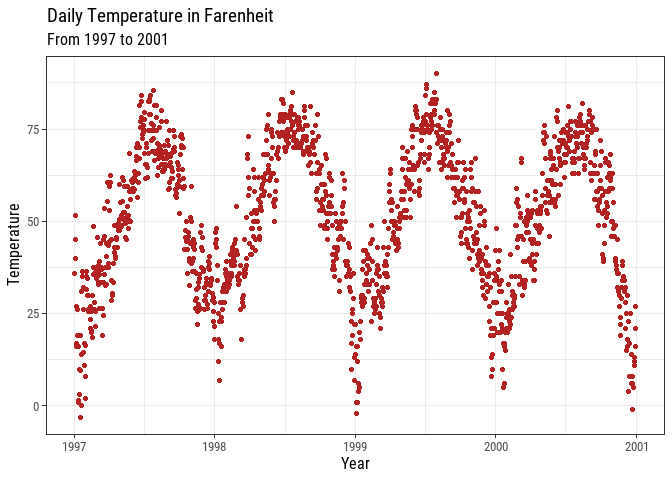 Daily Temperature in Farenheit
From 1997 to 2001
Temperature
75
50
25
0
1997 1998 1999 2000 2001
Year